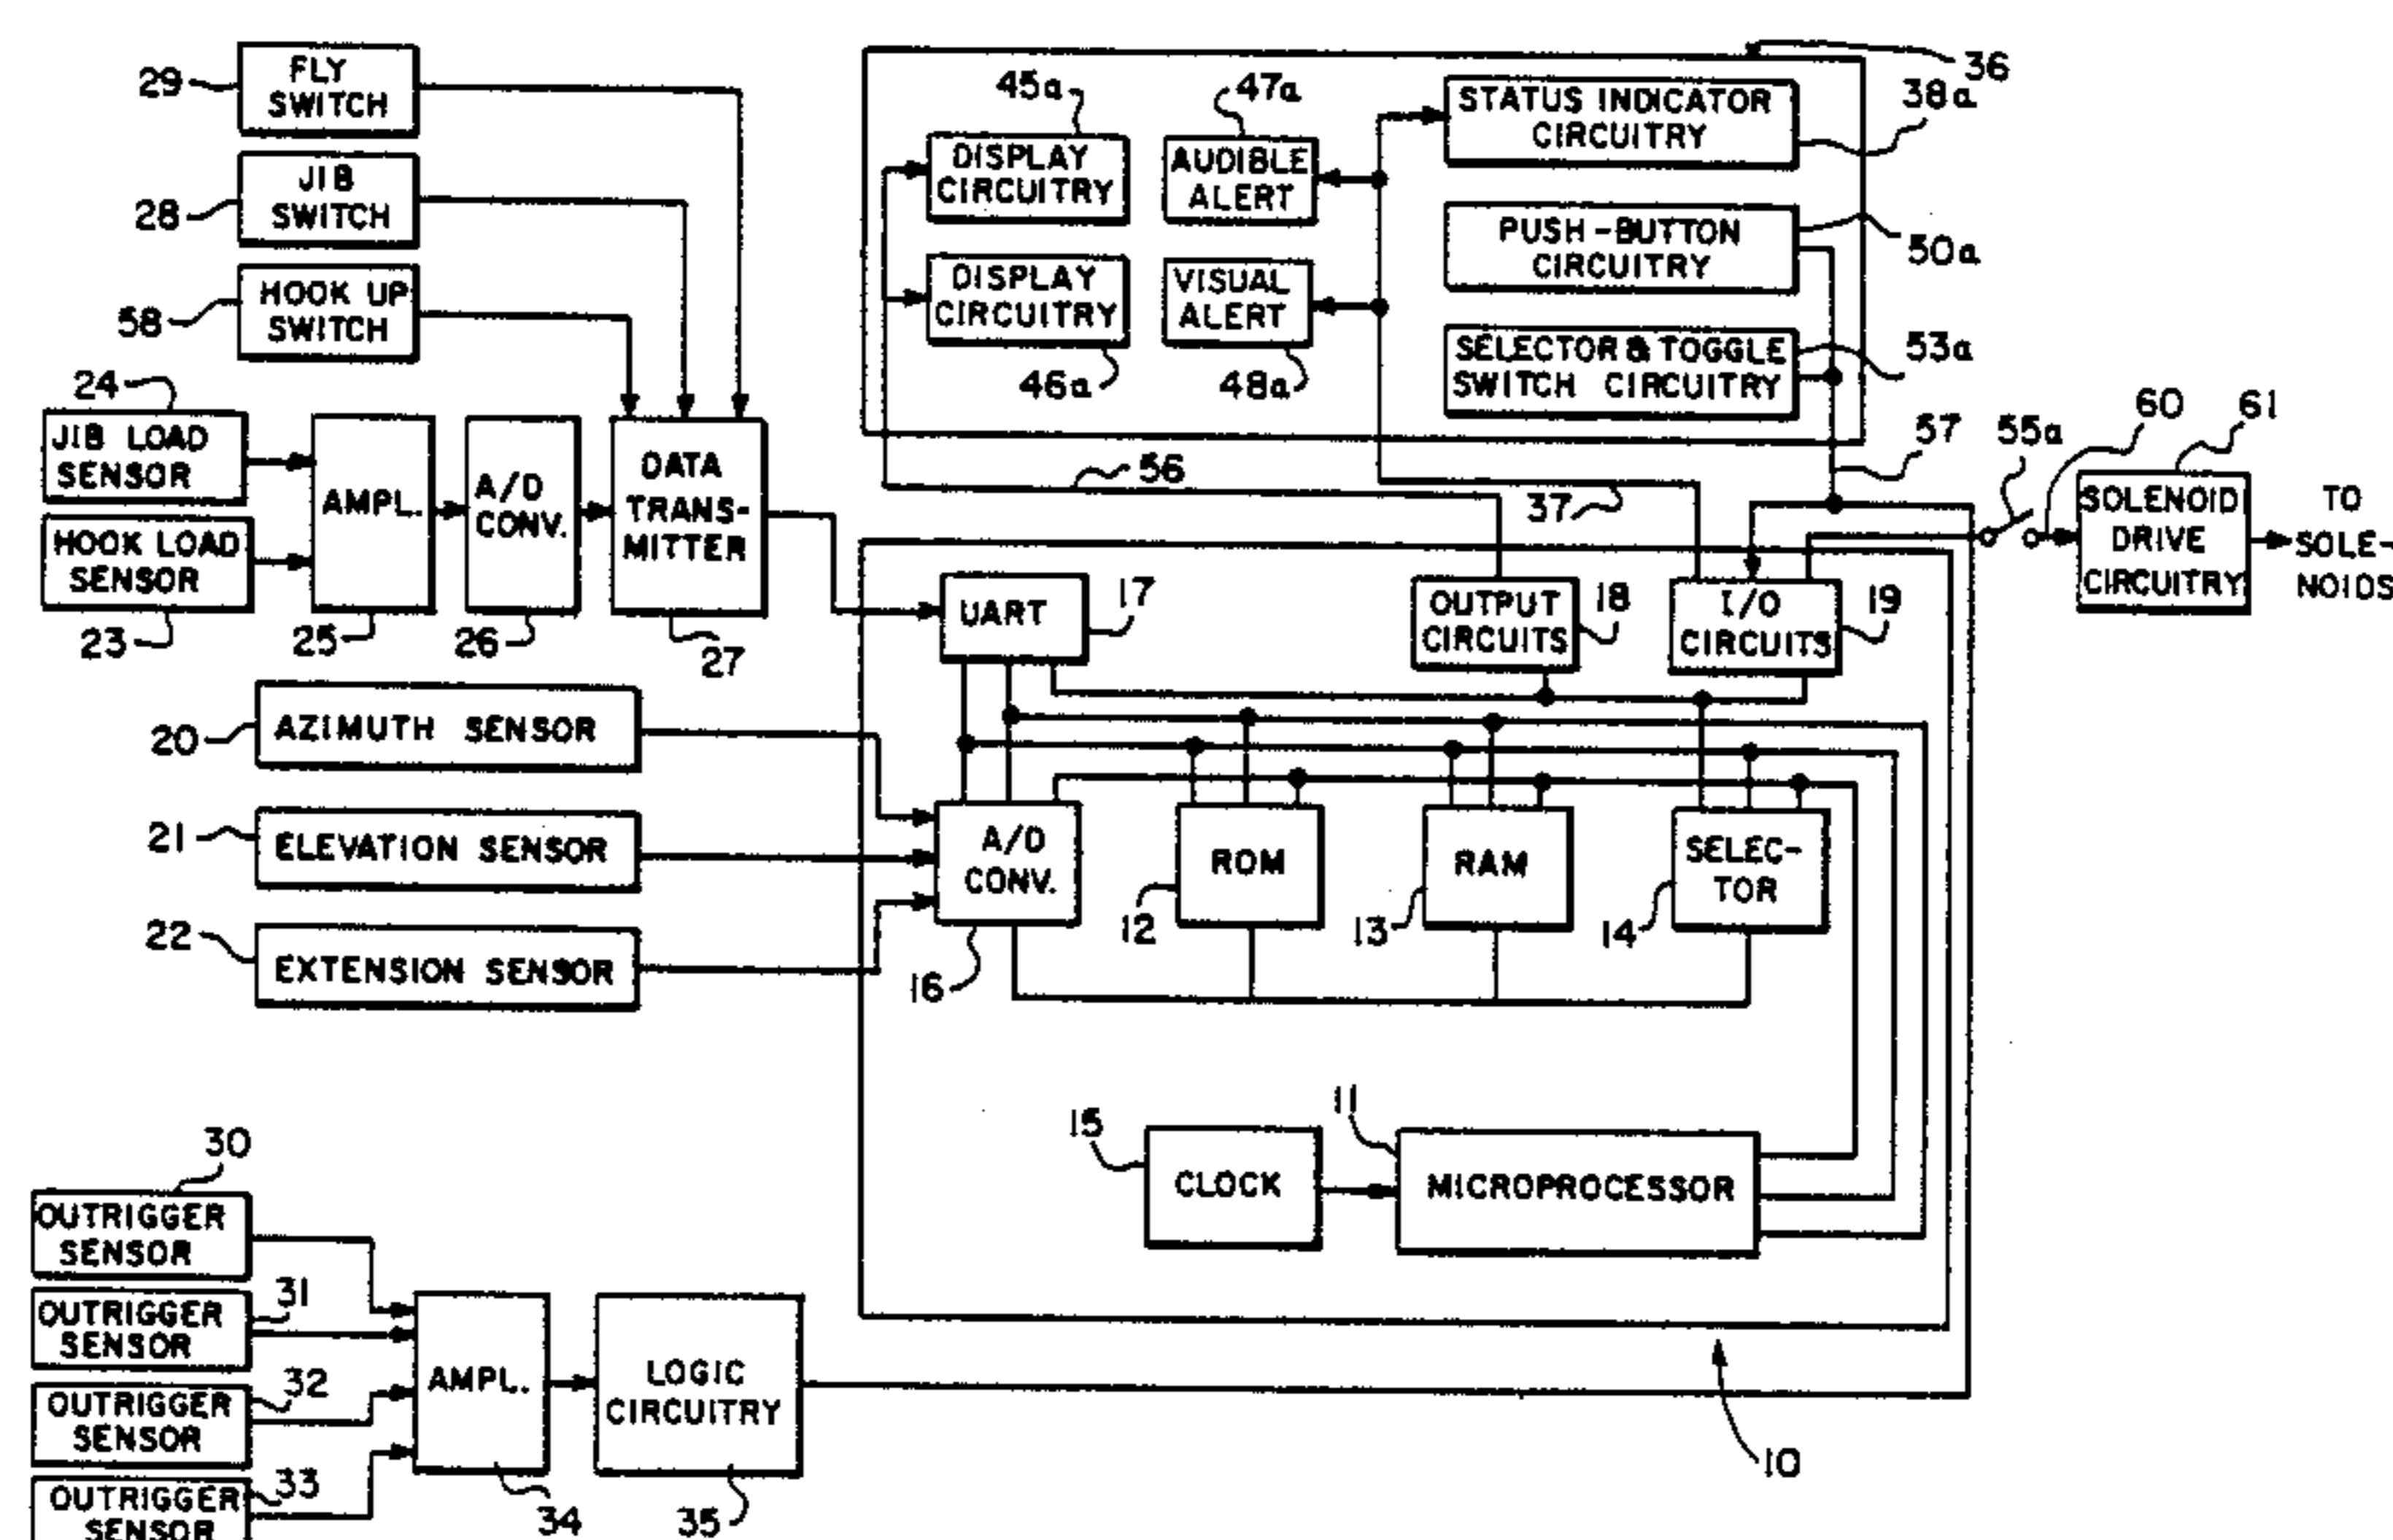 29
FLY
SWITCH
28
JIB
SWITCH
58
HOOK UP
SWITCH
24
JIB LOAD
SENSOR
HOOK LOAD
SENSOR
23
AMPL.
25
A/D
CONV.
26
DATA
TRANS-
MITTER
27
36
45a
DISPLAY
CIRCUITRY
DISPLAY
CIRCUITRY
46a
47a
AUDIBLE
ALERT
VISUAL
ALERT
48a
STATUS INDICATOR
CIRCUITRY
38a
PUSH-BUTTON
CIRCUITRY
50a
SELECTOR & TOGGLE
SWITCH CIRCUITRY
53a
56
37
57
55a
60
61
SOLENOID
DRIVE
CIRCUITRY
TO
SOLE-
NOIDS
UART
17
OUTPUT
CIRCUITS
18
I/O
CIRCUITS
19
20
AZIMUTH SENSOR
21
ELEVATION SENSOR
22
EXTENSION SENSOR
A/D
CONV.
16
ROM
12
RAM
13
SELEC-
TOR
14
15
CLOCK
11
MICROPROCESSOR
10
30
OUTRIGGER
SENSOR
31
OUTRIGGER
SENSOR
32
OUTRIGGER
SENSOR
33
OUTRIGGER
SENSOR
AMPL.
34
LOGIC
CIRCUITRY
35